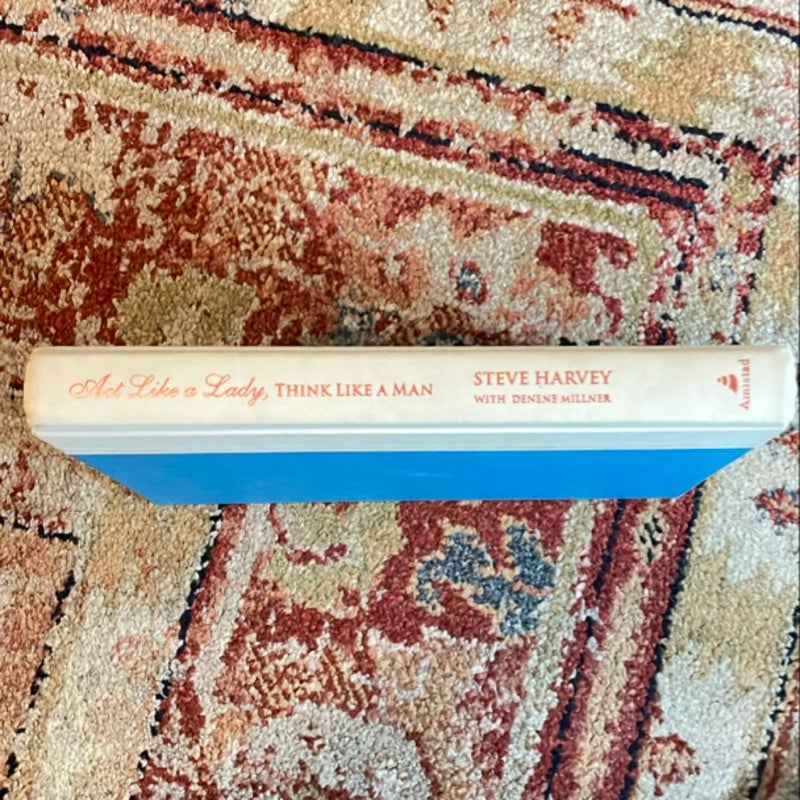 Act Like a Lady, THINK LIKE A MAN
STEVE HARVEY
WITH DENENE MILLNER
Amistad